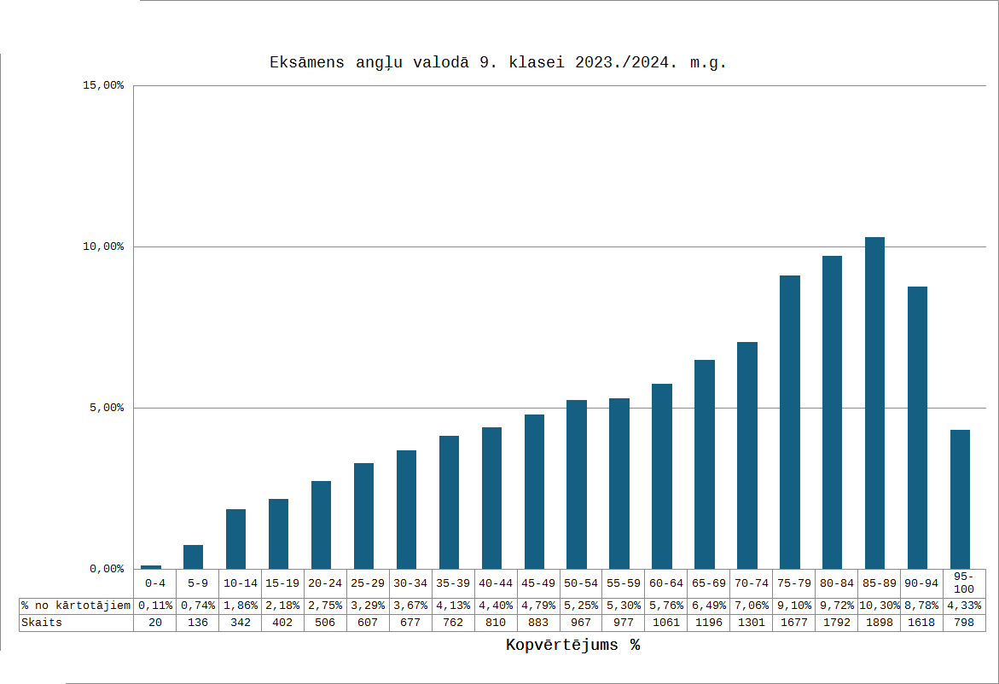 Eksāmens angļu valodā 9. klasei 2023./2024. m.g.
15,00%
10,00%
5,00%
0,00%
0-4 5-9 10-14 15-19 20-24 25-29 30-34 35-39 40-44 45-49 50-54 55-59 60-64 65-69 70-74 75-79 80-84 85-89 90-94 95-
100
% no kārtotājiem 0,11% 0,74% 1,86% 2,18% 2,75% 3,29% 3,67% 4,13% 4,40% 4,79% 5,25% 5,30% 5,76% 6,49% 7,06% 9,10% 9,72% 10,30% 8,78% 4,33%
Skaits 20 136 342 402 506 607 677 762 810 883 967 977 1061 1196 1301 1677 1792 1898 1618 798
Kopvērtējums %